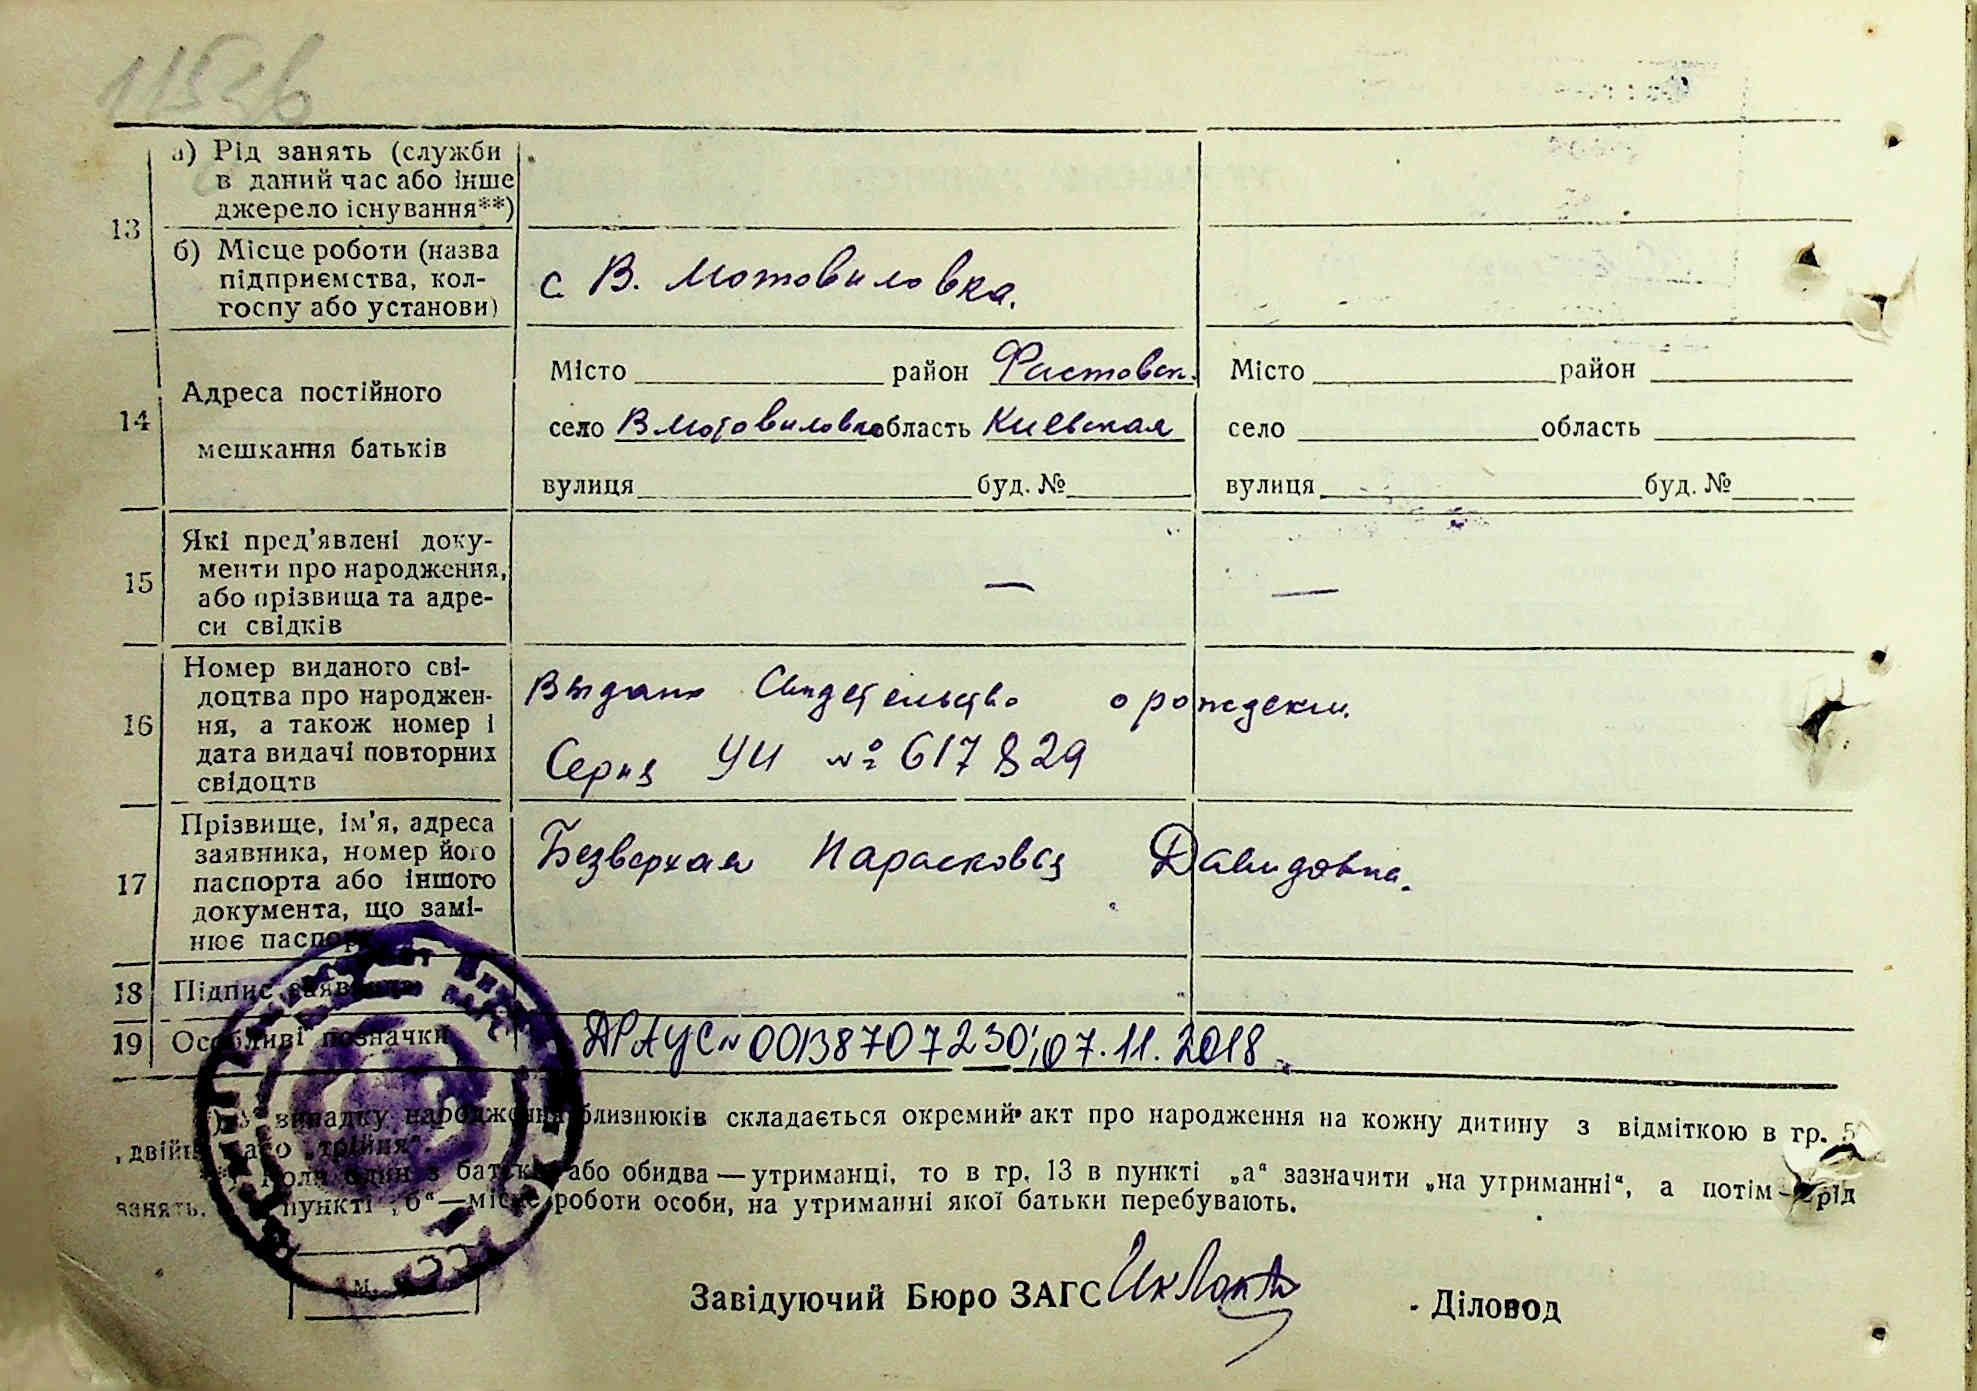 11536
13
а) Рід занять (служби
в даний час або інше
джерело існування**)
б) Місце роботи (назва
підприємства, кол-
госпу або установи)
с В. Мотовиловка.
14
Адреса постійного
мешкання батьків
Місто район Фастовск.
село В Мотовиловка область Киевская
вулиця буд. №
Місто район
село область
вулиця буд. №
15
Які пред’явлені доку-
менти про народження,
або прізвища та адре-
си свідків
— —
16
Номер виданого сві-
доцтва про народжен-
ня, а також номер і
дата видачі повторних
свідоцтв
Выдано Свидетельство о рождении.
Серия УИ № 617829
17
Прізвище, ім’я, адреса
заявника, номер його
паспорта або іншого
документа, що замі-
нює паспорт
Безверхая Парасковья Давидовна.
18 Підпис заявника
19 Особливі позначки
ДРАЦС № 00138707230; 07.11.2018
*) У випадку народження близнюків складається окремий акт про народження на кожну дитину з відміткою в гр. 5
„двійня“ або „трійня“.
**) Коли один з батьків або обидва — утриманці, то в гр. 13 в пункті „а“ зазначити „на утриманні“, а потім — рід
занять, в пункті „б“ — місце роботи особи, на утриманні якої батьки перебувають.
М.
Завідуючий Бюро ЗАГС
Діловод